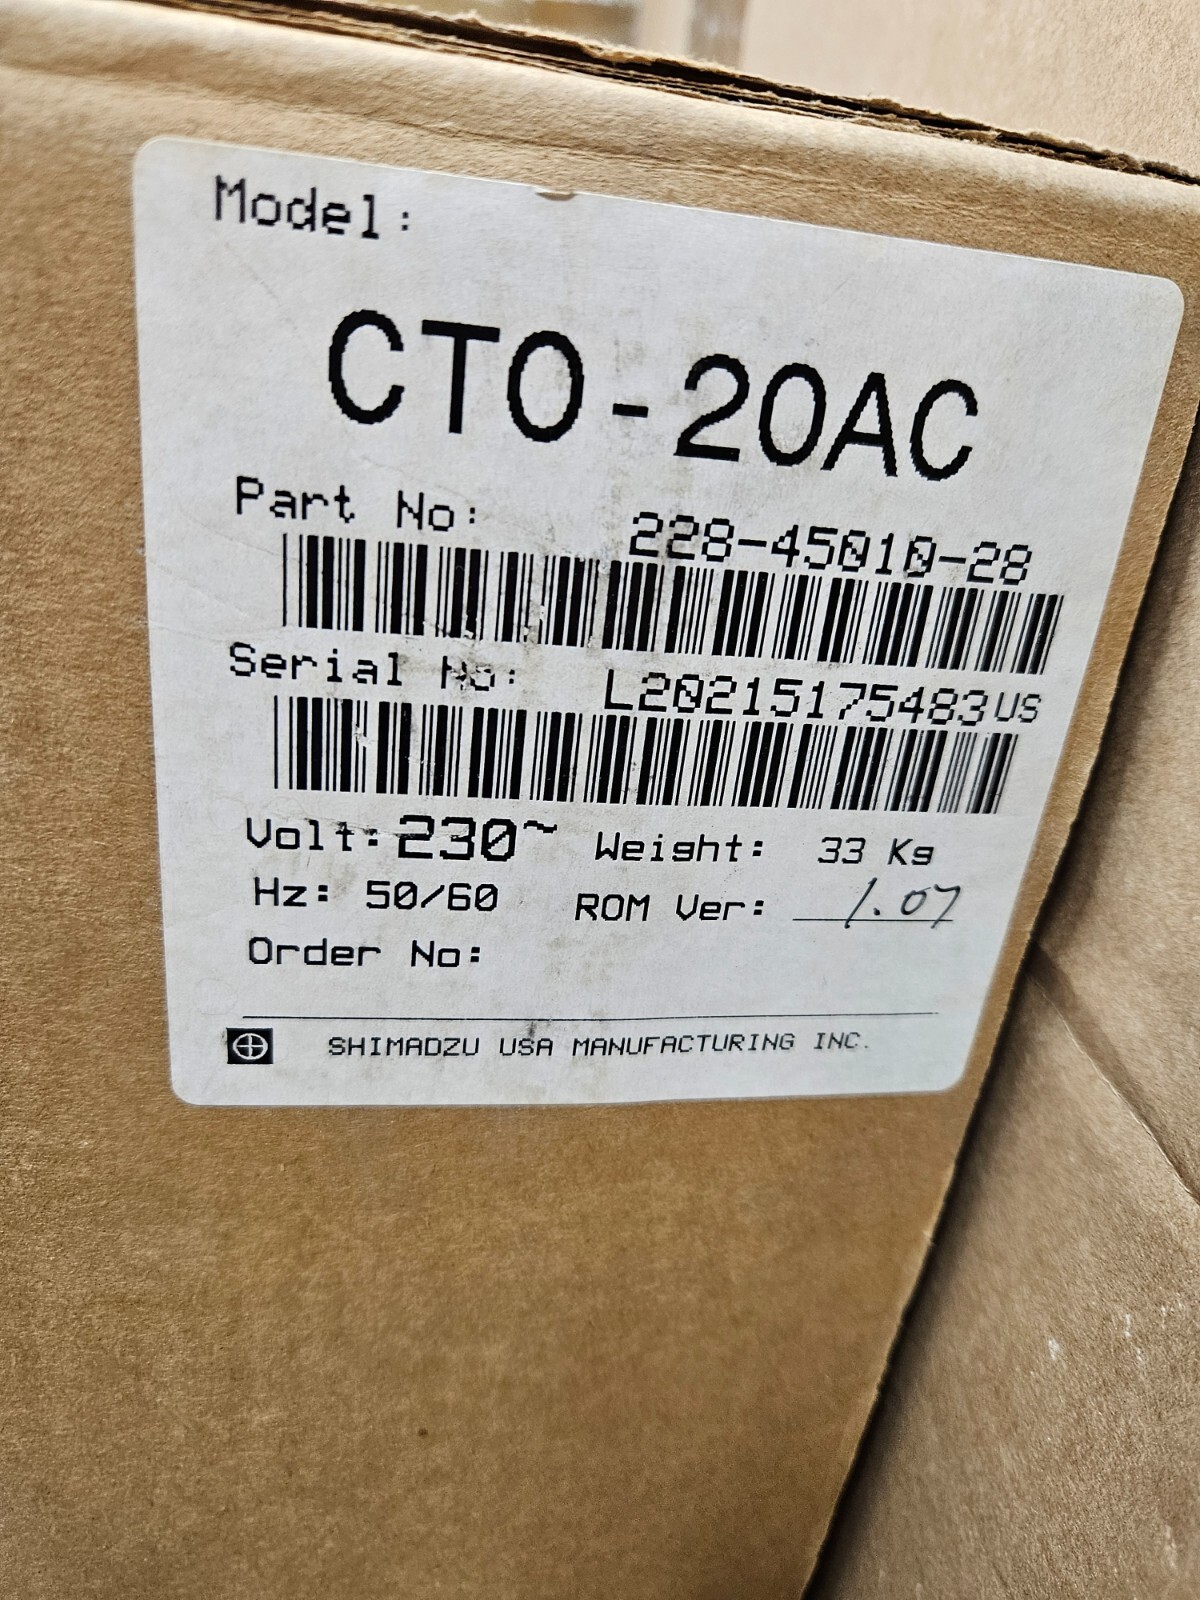 Model:
CTO-20AC
Part No: 228-45010-28
Serial No: L20215175483US
Volt: 230~ Weight: 33 Kg
Hz: 50/60 ROM Ver: 1.07
Order No:
SHIMADZU USA MANUFACTURING INC.